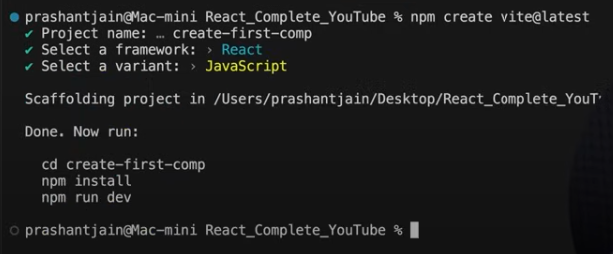 prashantjain@Mac-mini React_Complete_YouTube % npm create vite@latest
✔ Project name: … create-first-comp
✔ Select a framework: › React
✔ Select a variant: › JavaScript
Scaffolding project in /Users/prashantjain/Desktop/React_Complete_YouT
Done. Now run:
cd create-first-comp
npm install
npm run dev
prashantjain@Mac-mini React_Complete_YouTube %